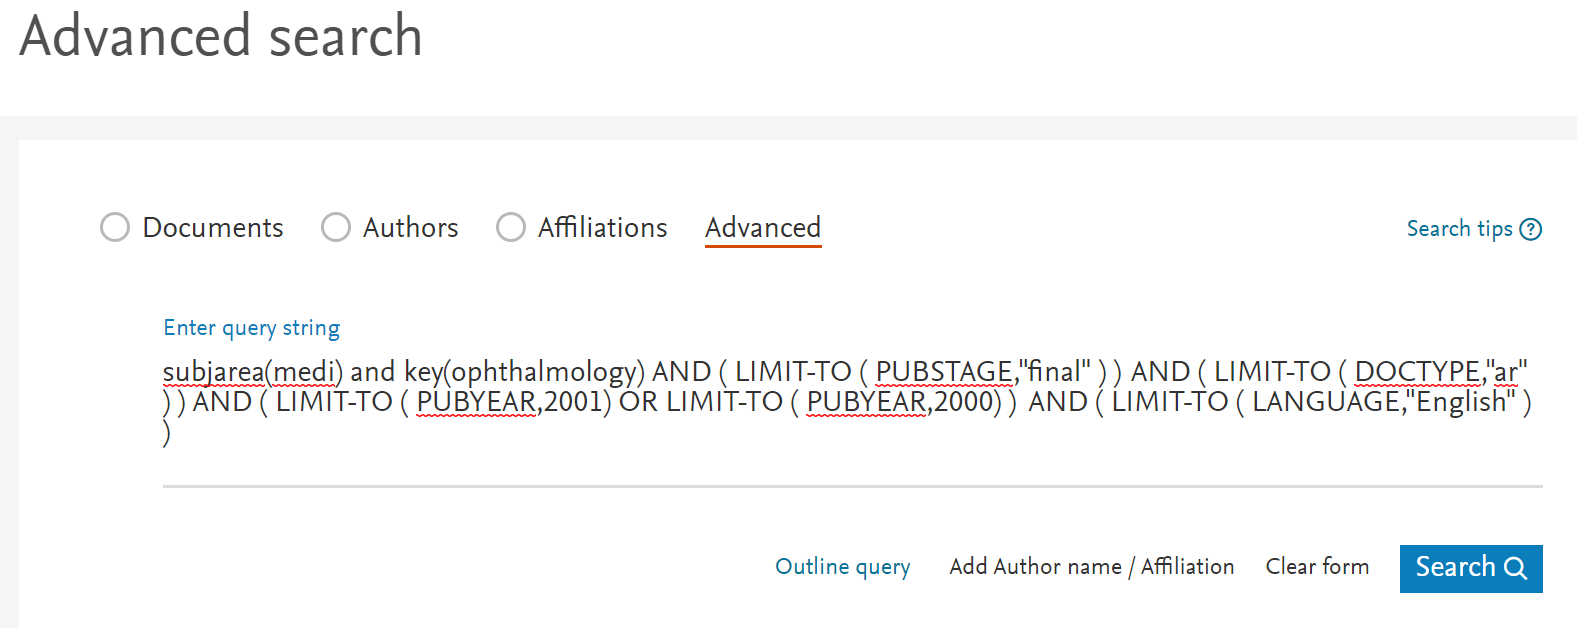 Advanced search
Documents Authors Affiliations Advanced Search tips ?
Enter query string
subjarea(medi) and key(ophthalmology) AND ( LIMIT-TO ( PUBSTAGE,"final" ) ) AND ( LIMIT-TO ( DOCTYPE,"ar"
) ) AND ( LIMIT-TO ( PUBYEAR,2001) OR LIMIT-TO ( PUBYEAR,2000) ) AND ( LIMIT-TO ( LANGUAGE,"English" )
)
Outline query Add Author name / Affiliation Clear form Search